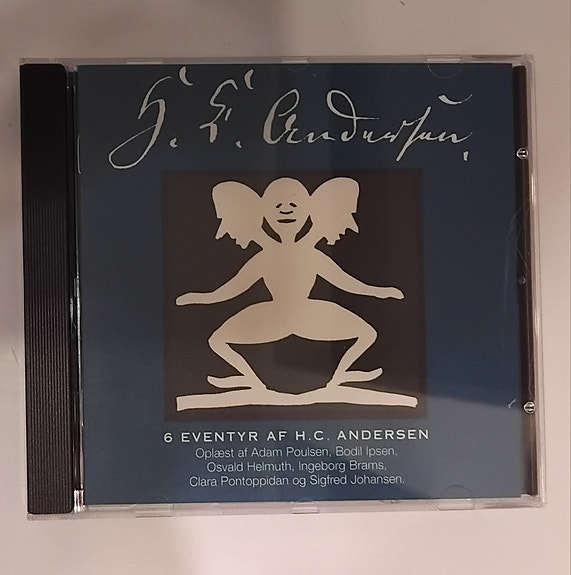 H. C. Andersen.
6 EVENTYR AF H.C. ANDERSEN
Oplæst af Adam Poulsen, Bodil Ipsen,
Osvald Helmuth, Ingeborg Brams,
Clara Pontoppidan og Sigfred Johansen.